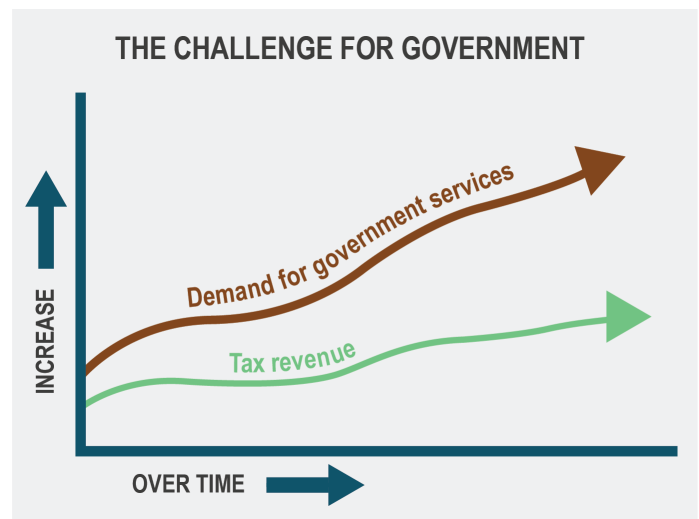 THE CHALLENGE FOR GOVERNMENT
Demand for government services
Tax revenue
INCREASE
OVER TIME